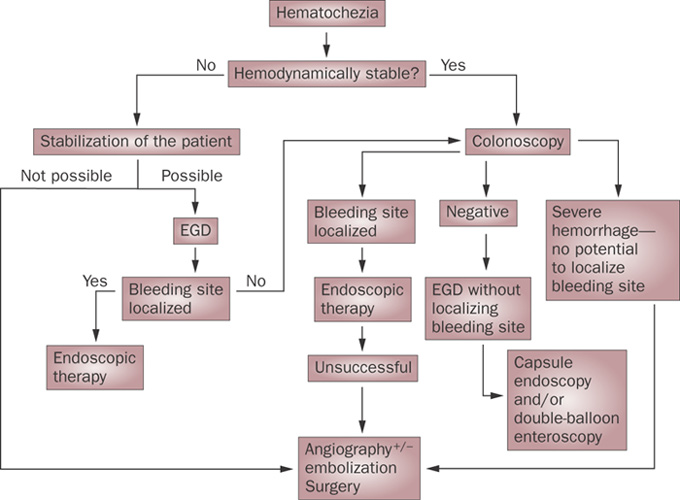 Hematochezia
No
Hemodynamically stable?
Yes
Stabilization of the patient
Colonoscopy
Not possible
Possible
EGD
Bleeding site
localized
Negative
Severe
hemorrhage—
no potential
to localize
bleeding site
Yes
Bleeding site
localized
No
Endoscopic
therapy
EGD without
localizing
bleeding site
Endoscopic
therapy
Unsuccessful
Capsule
endoscopy
and/or
double-balloon
enteroscopy
Angiography+/−
embolization
Surgery